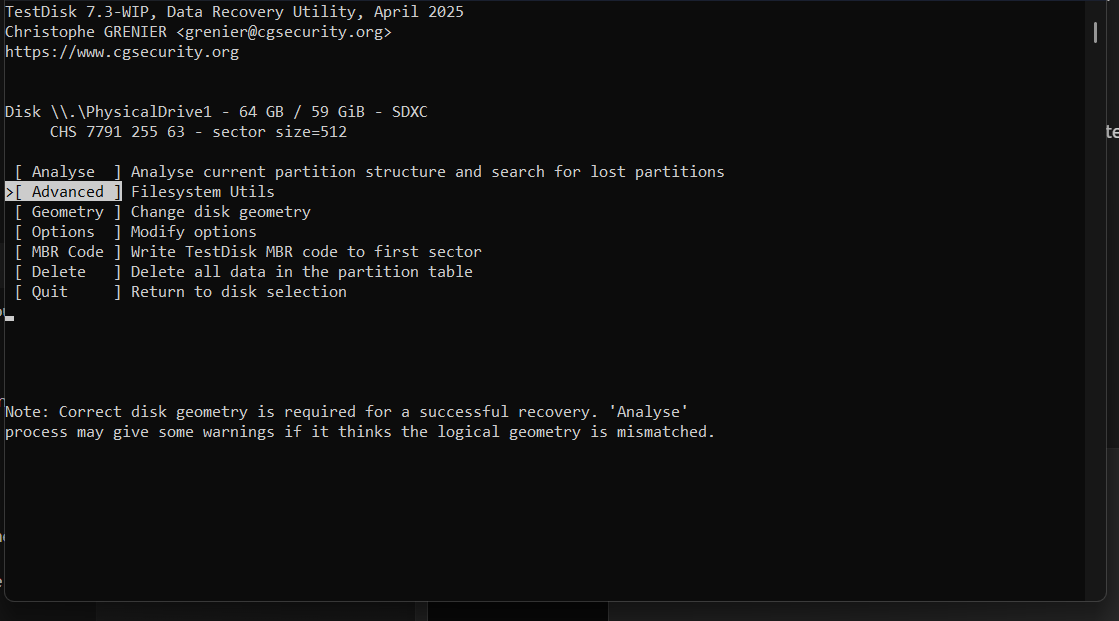 TestDisk 7.3-WIP, Data Recovery Utility, April 2025
Christophe GRENIER <grenier@cgsecurity.org>
https://www.cgsecurity.org
Disk \\.\PhysicalDrive1 - 64 GB / 59 GiB - SDXC
CHS 7791 255 63 - sector size=512
[ Analyse  ] Analyse current partition structure and search for lost partitions
>[ Advanced ] Filesystem Utils
[ Geometry ] Change disk geometry
[ Options  ] Modify options
[ MBR Code ] Write TestDisk MBR code to first sector
[ Delete   ] Delete all data in the partition table
[ Quit     ] Return to disk selection
Note: Correct disk geometry is required for a successful recovery. 'Analyse'
process may give some warnings if it thinks the logical geometry is mismatched.